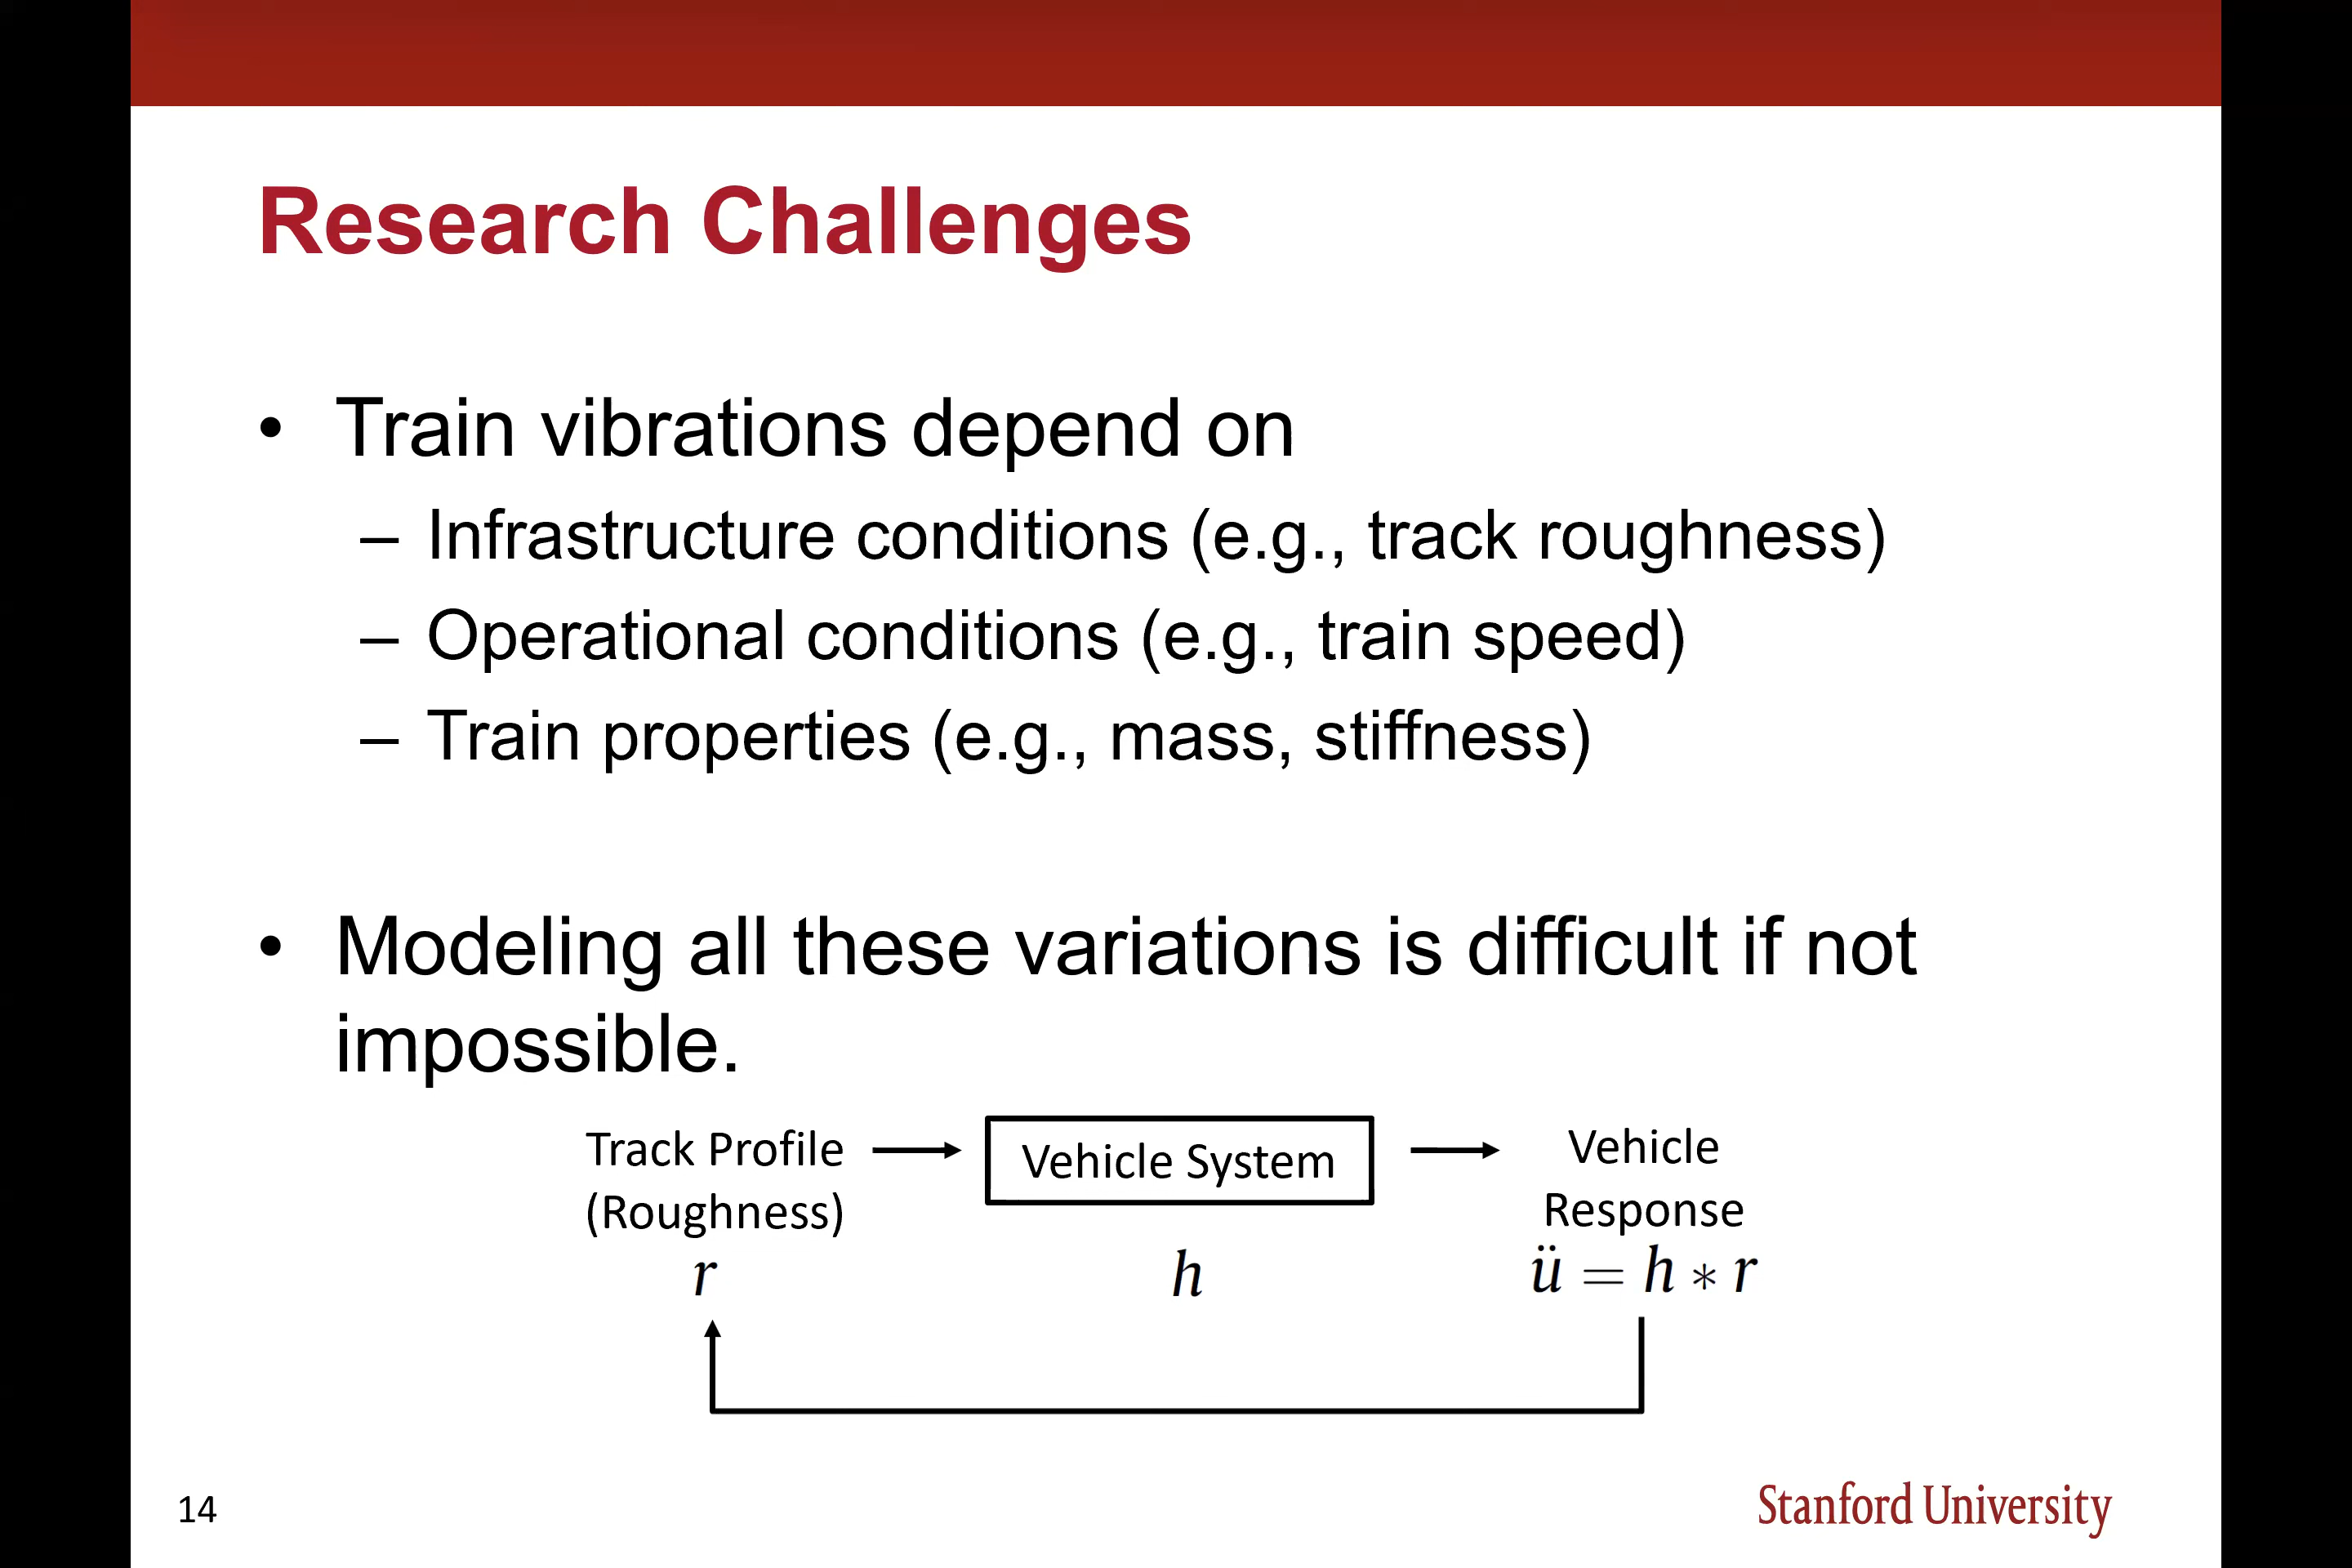 Research Challenges
• Train vibrations depend on
– Infrastructure conditions (e.g., track roughness)
– Operational conditions (e.g., train speed)
– Train properties (e.g., mass, stiffness)
• Modeling all these variations is difficult if not
impossible.
Track Profile
(Roughness)
r
Vehicle System
h
Vehicle
Response
ü = h * r
14
Stanford University